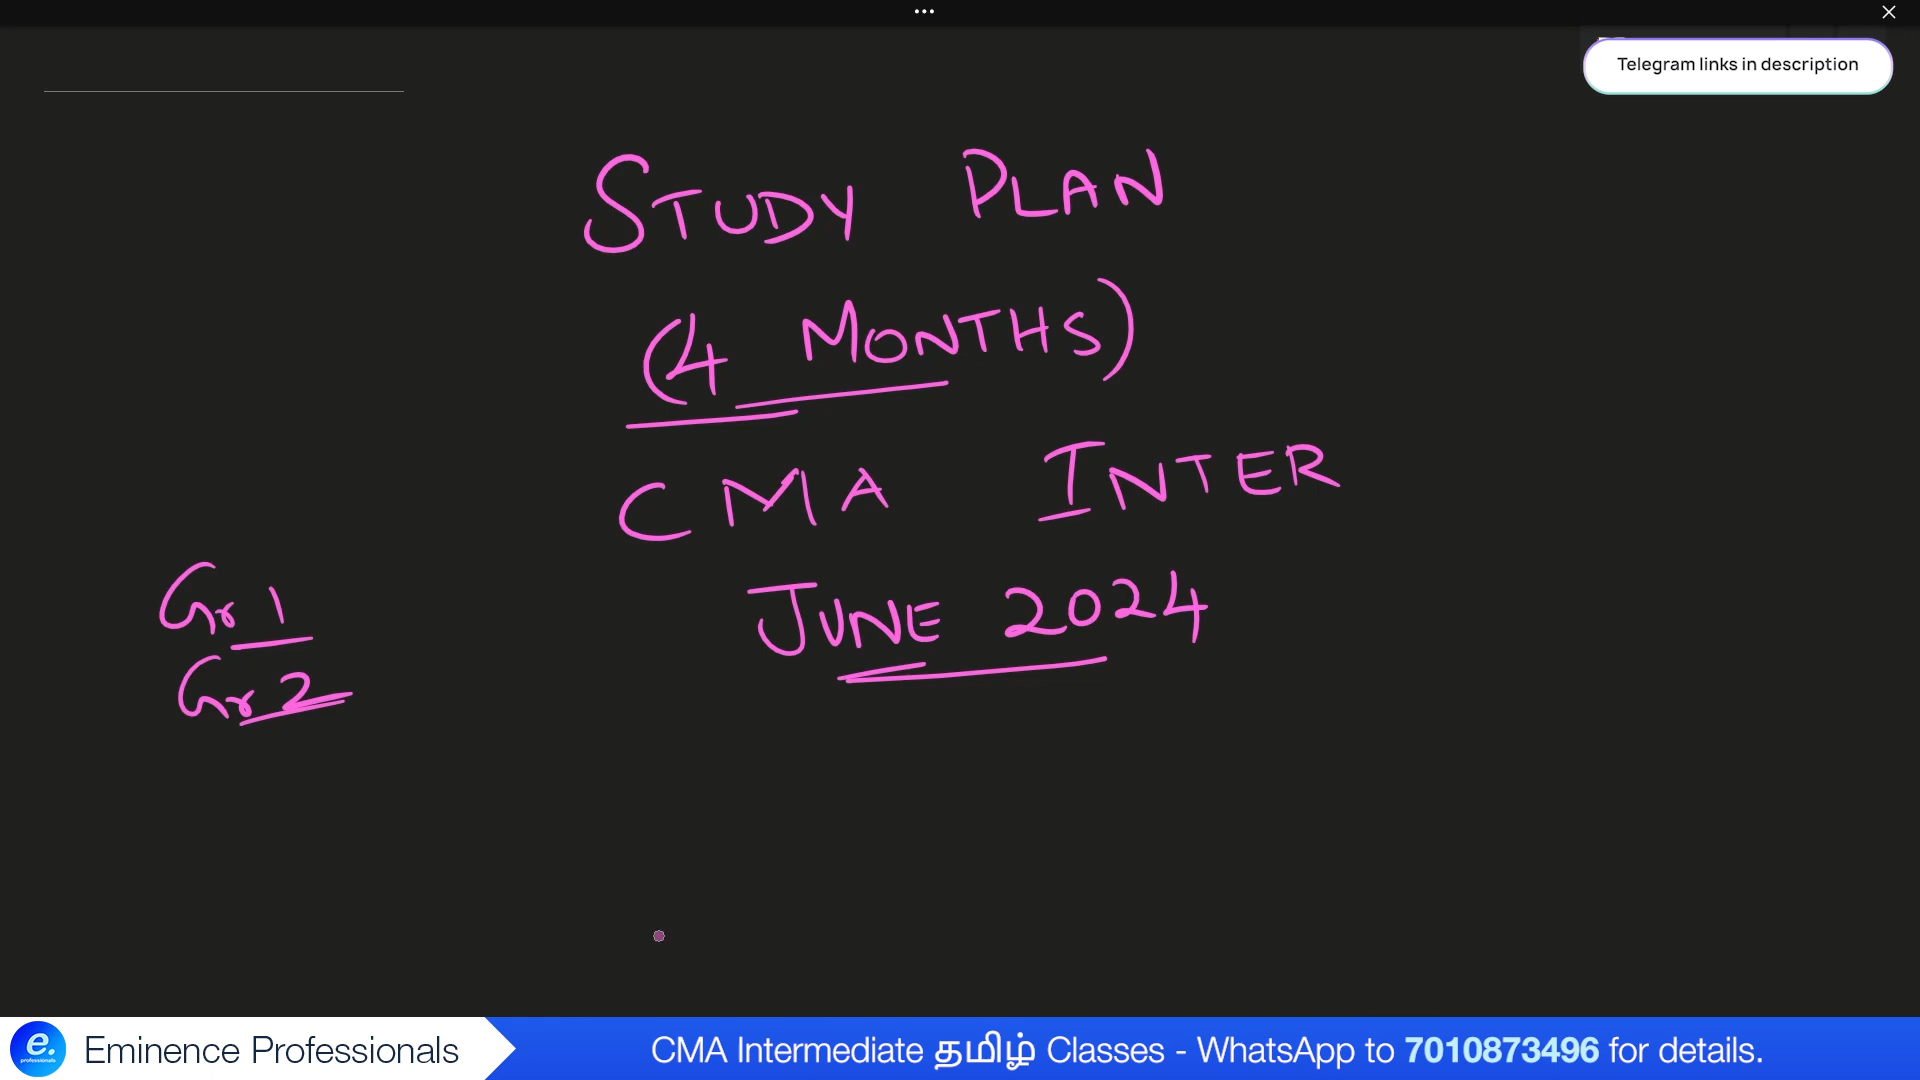 Telegram links in description
STUDY PLAN
(4 MONTHS)
CMA INTER
JUNE 2024
Gr 1
Gr 2
e.
professionals
Eminence Professionals
CMA Intermediate தமிழ் Classes - WhatsApp to 7010873496 for details.